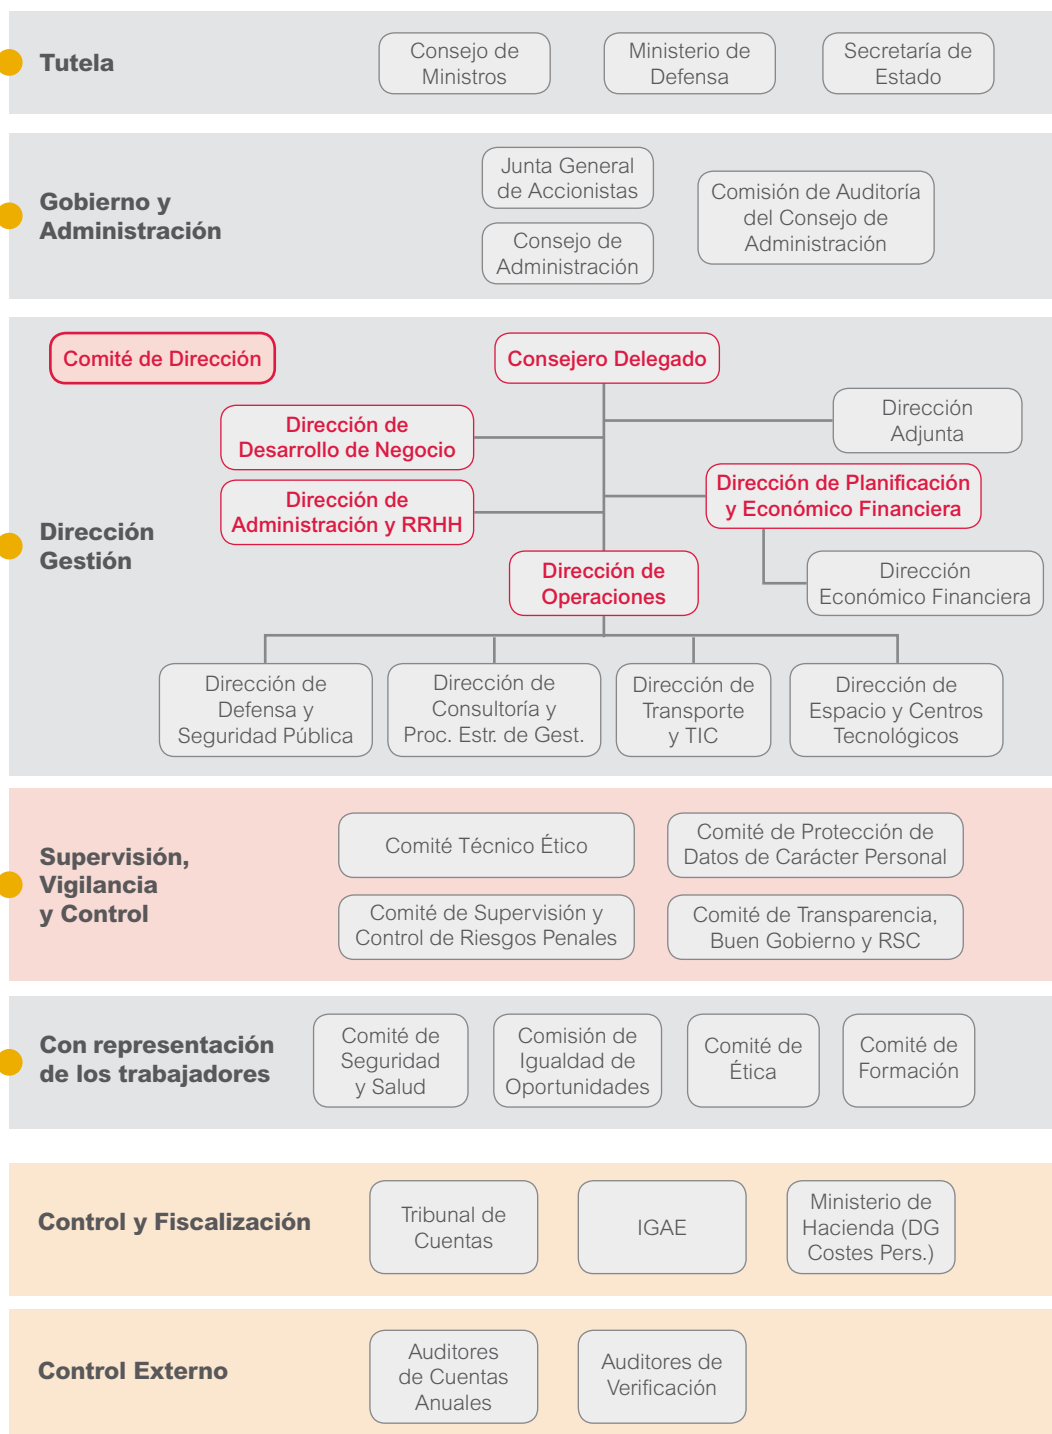 Tutela
Consejo de
Ministros
Ministerio de
Defensa
Secretaría de
Estado
Gobierno y
Administración
Junta General
de Accionistas
Consejo de
Administración
Comisión de Auditoría
del Consejo de
Administración
Dirección
Gestión
Comité de Dirección
Consejero Delegado
Dirección de
Desarrollo de Negocio
Dirección
Adjunta
Dirección de
Administración y RRHH
Dirección de Planificación
y Económico Financiera
Dirección de
Operaciones
Dirección
Económico Financiera
Dirección de
Defensa y
Seguridad Pública
Dirección de
Consultoría y
Proc. Estr. de Gest.
Dirección de
Transporte
y TIC
Dirección de
Espacio y Centros
Tecnológicos
Supervisión,
Vigilancia
y Control
Comité Técnico Ético
Comité de Protección de
Datos de Carácter Personal
Comité de Supervisión y
Control de Riesgos Penales
Comité de Transparencia,
Buen Gobierno y RSC
Con representación
de los trabajadores
Comité de
Seguridad
y Salud
Comisión de
Igualdad de
Oportunidades
Comité de
Ética
Comité de
Formación
Control y Fiscalización
Tribunal de
Cuentas
IGAE
Ministerio de
Hacienda (DG
Costes Pers.)
Control Externo
Auditores
de Cuentas
Anuales
Auditores de
Verificación